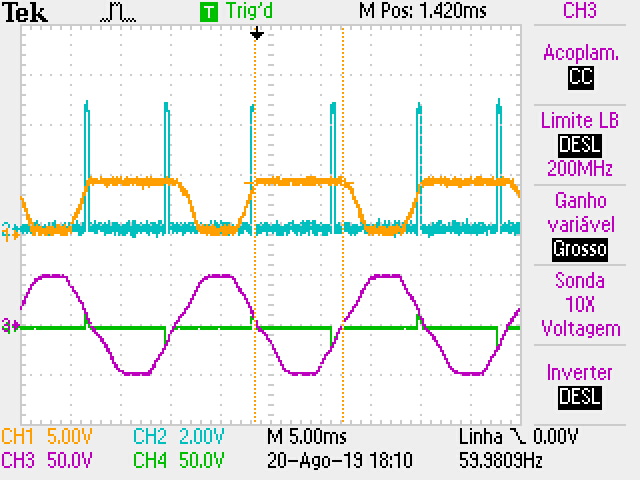 Tek T Trig'd M Pos: 1.420ms CH3
Acoplam.
CC
Limite LB
DESL
200MHz
Ganho
variável
Grosso
Sonda
10X
Voltagem
Inverter
DESL
CH1 5.00V CH2 2.00V M 5.00ms Linha 0.00V
CH3 50.0V CH4 50.0V 20-Ago-19 18:10 59.9809Hz